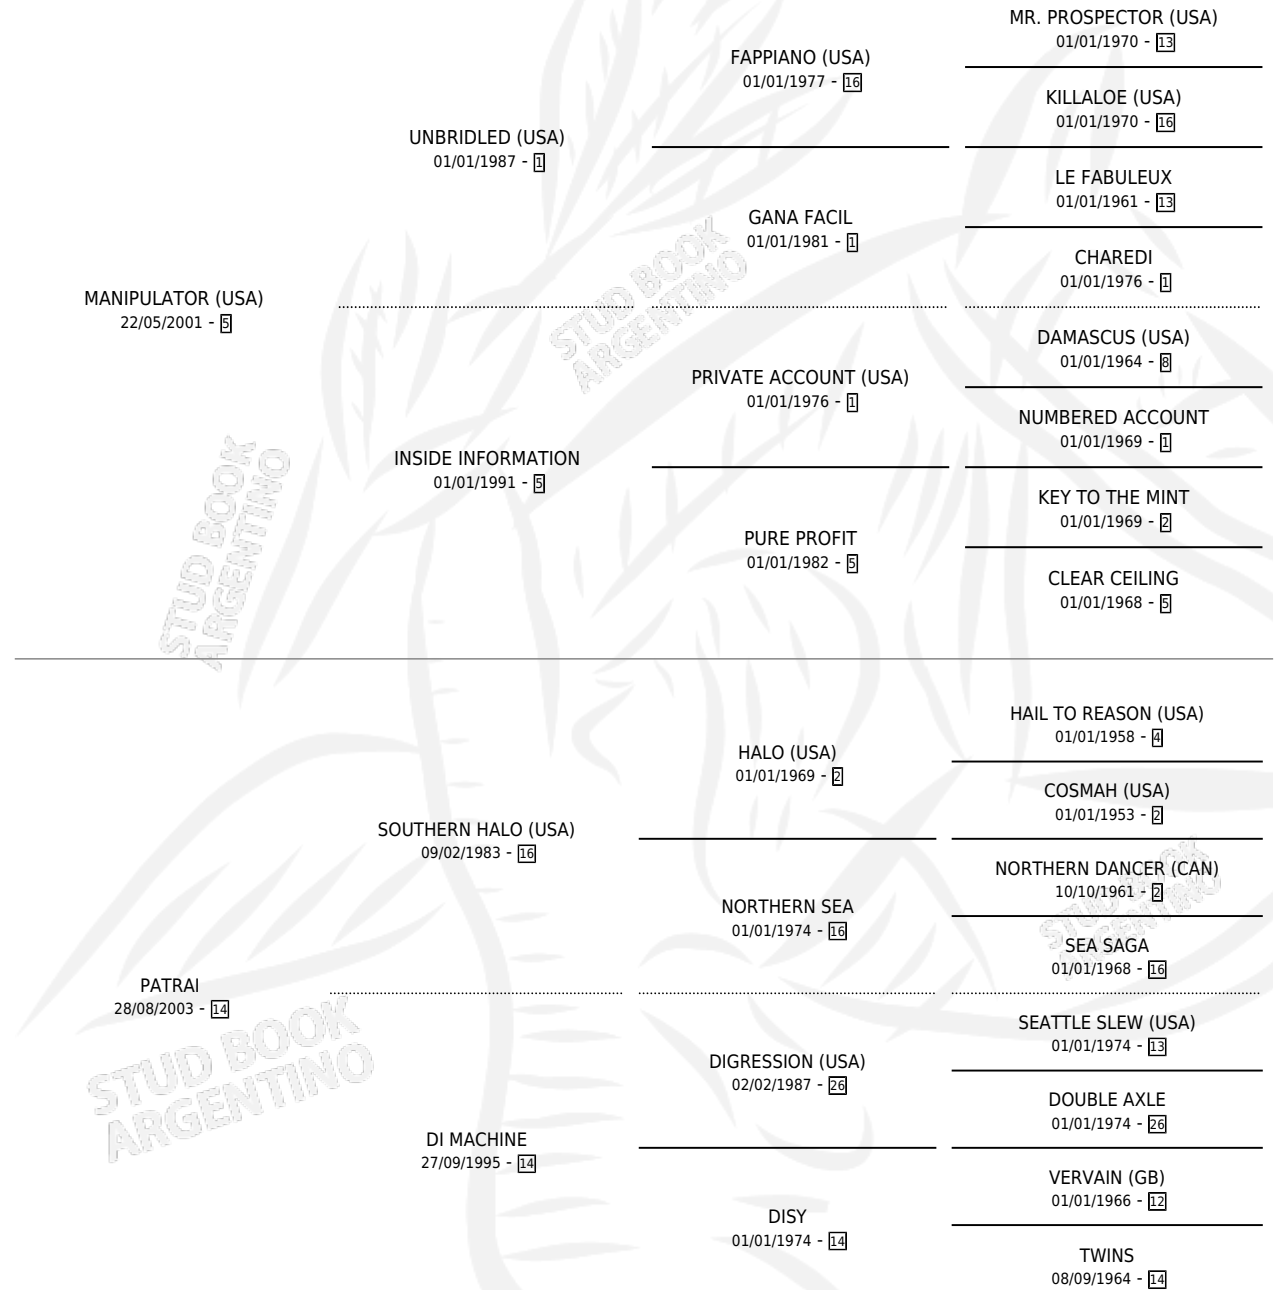 MR. PROSPECTOR (USA)
01/01/1970 - 13
FAPPIANO (USA)
01/01/1977 - 16
KILLALOE (USA)
01/01/1970 - 16
UNBRIDLED (USA)
01/01/1987 - 1
LE FABULEUX
01/01/1961 - 13
GANA FACIL
01/01/1981 - 1
CHAREDI
01/01/1976 - 1
MANIPULATOR (USA)
22/05/2001 - 5
DAMASCUS (USA)
01/01/1964 - 8
PRIVATE ACCOUNT (USA)
01/01/1976 - 1
NUMBERED ACCOUNT
01/01/1969 - 1
INSIDE INFORMATION
01/01/1991 - 5
KEY TO THE MINT
01/01/1969 - 2
PURE PROFIT
01/01/1982 - 5
CLEAR CEILING
01/01/1968 - 5
STUD BOOK
ARGENTINO
STUD BOOK
ARGENTINO
HAIL TO REASON (USA)
01/01/1958 - 4
HALO (USA)
01/01/1969 - 2
COSMAH (USA)
01/01/1953 - 2
SOUTHERN HALO (USA)
09/02/1983 - 16
NORTHERN DANCER (CAN)
10/10/1961 - 2
NORTHERN SEA
01/01/1974 - 16
SEA SAGA
01/01/1968 - 16
PATRAI
28/08/2003 - 14
SEATTLE SLEW (USA)
01/01/1974 - 13
DIGRESSION (USA)
02/02/1987 - 26
DOUBLE AXLE
01/01/1974 - 26
DI MACHINE
27/09/1995 - 14
VERVAIN (GB)
01/01/1966 - 12
DISY
01/01/1974 - 14
TWINS
08/09/1964 - 14
STUD BOOK
ARGENTINO
STUD BOOK
ARGENTINO